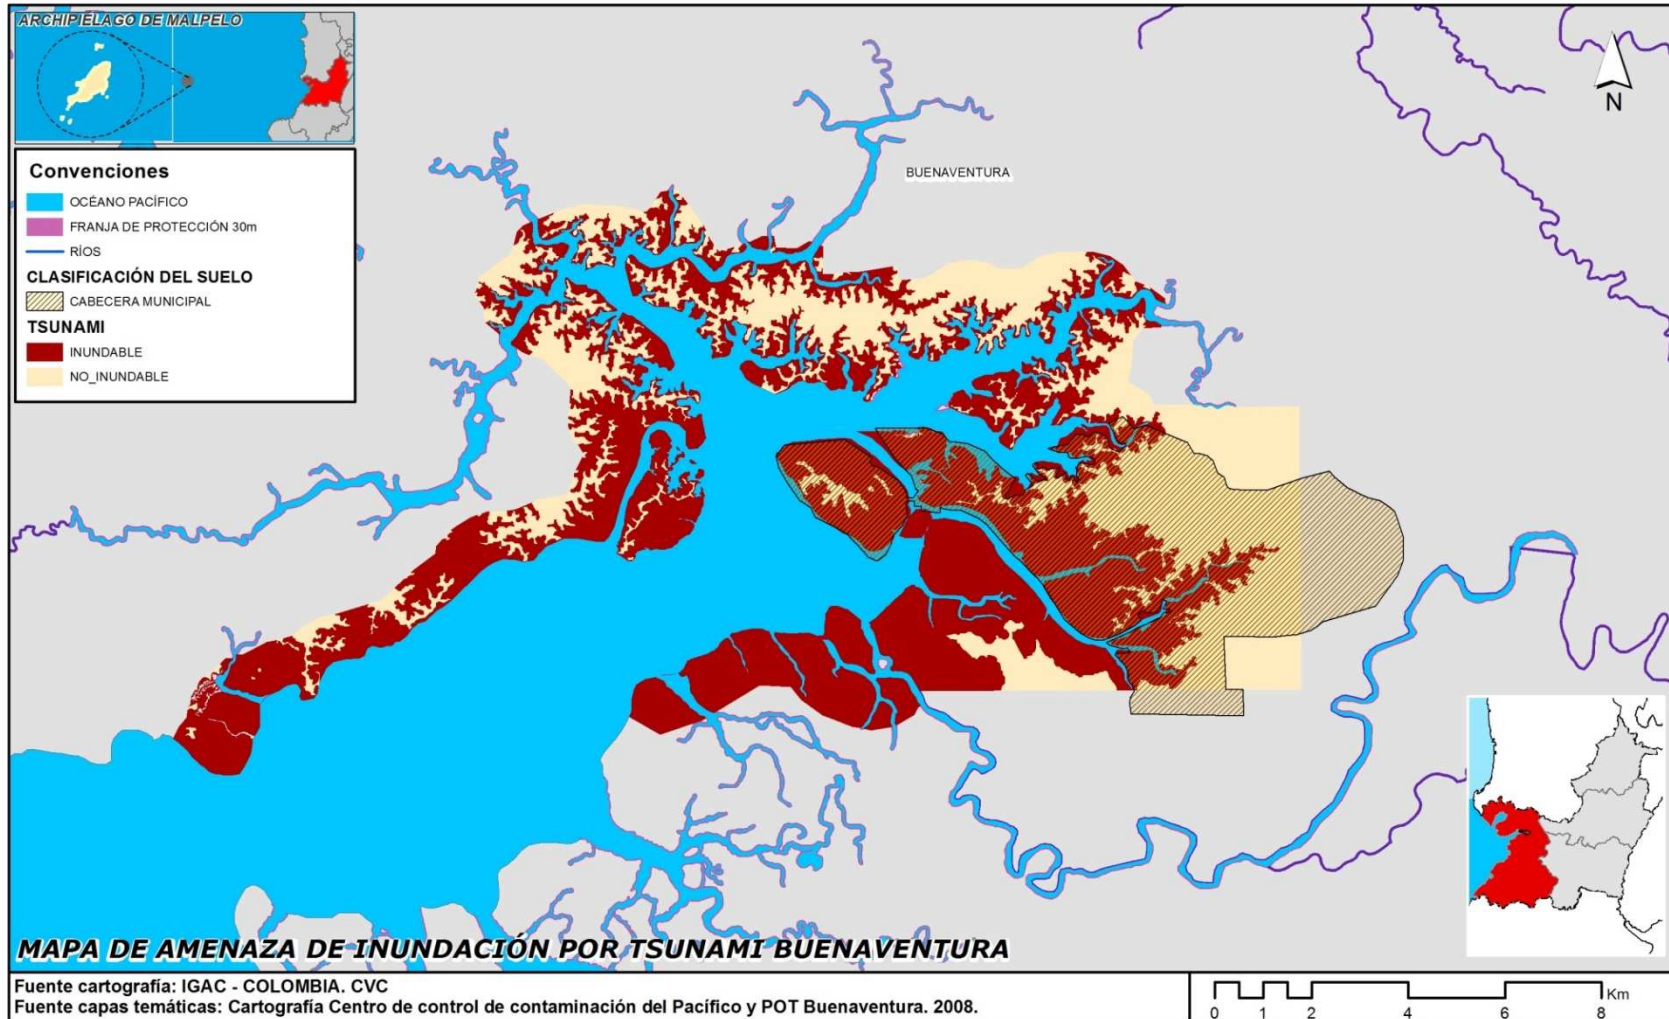 ARCHIPIÉLAGO DE MALPELO
N
Convenciones
OCÉANO PACÍFICO
FRANJA DE PROTECCIÓN 30m
RÍOS
CLASIFICACIÓN DEL SUELO
CABECERA MUNICIPAL
TSUNAMI
INUNDABLE
NO_INUNDABLE
BUENAVENTURA
MAPA DE AMENAZA DE INUNDACIÓN POR TSUNAMI BUENAVENTURA
Fuente cartografía: IGAC - COLOMBIA. CVC
Fuente capas temáticas: Cartografía Centro de control de contaminación del Pacífico y POT Buenaventura. 2008.
Km
0 1 2 4 6 8